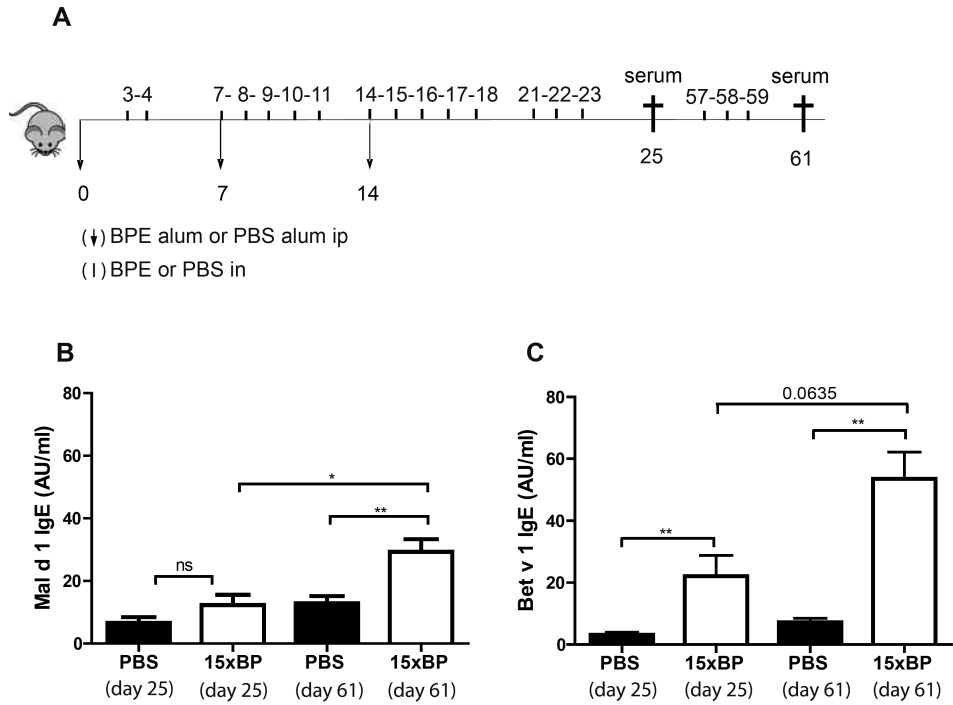 A
serum serum
3-4 7- 8- 9-10-11 14-15-16-17-18 21-22-23 57-58-59
25 61
0 7 14
(↓) BPE alum or PBS alum ip
(I) BPE or PBS in
B
Mal d 1 IgE (AU/ml)
80
60
40
20
0
*
**
ns
PBS 15xBP PBS 15xBP
(day 25) (day 25) (day 61) (day 61)
C
Bet v 1 IgE (AU/ml)
80
60
40
20
0
0.0635
**
**
PBS 15xBP PBS 15xBP
(day 25) (day 25) (day 61) (day 61)